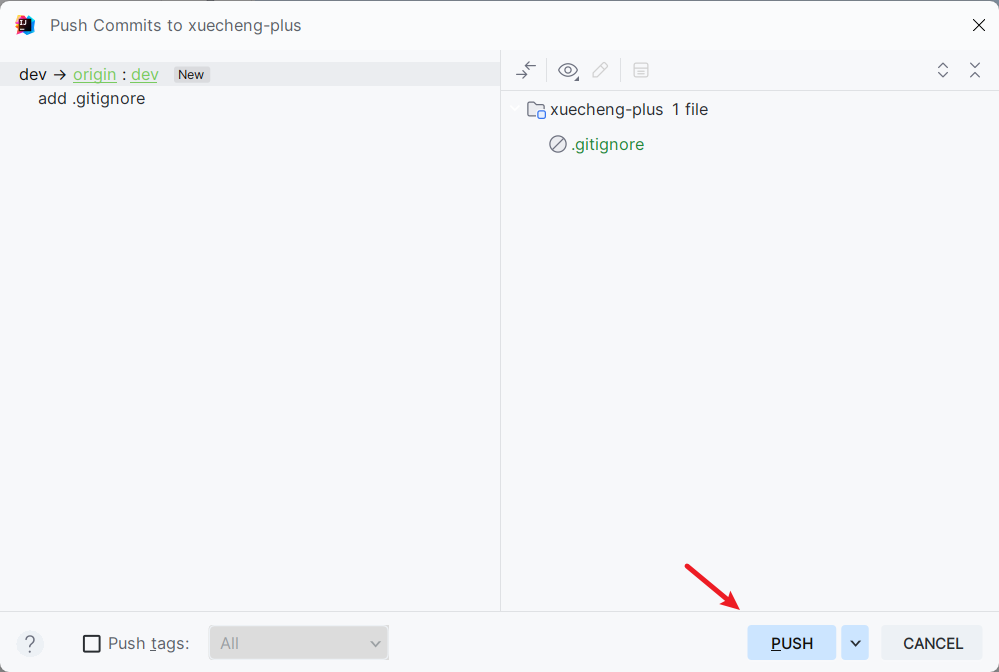 Push Commits to xuecheng-plus
dev → origin : dev New
add .gitignore
xuecheng-plus 1 file
.gitignore
? Push tags: All PUSH CANCEL